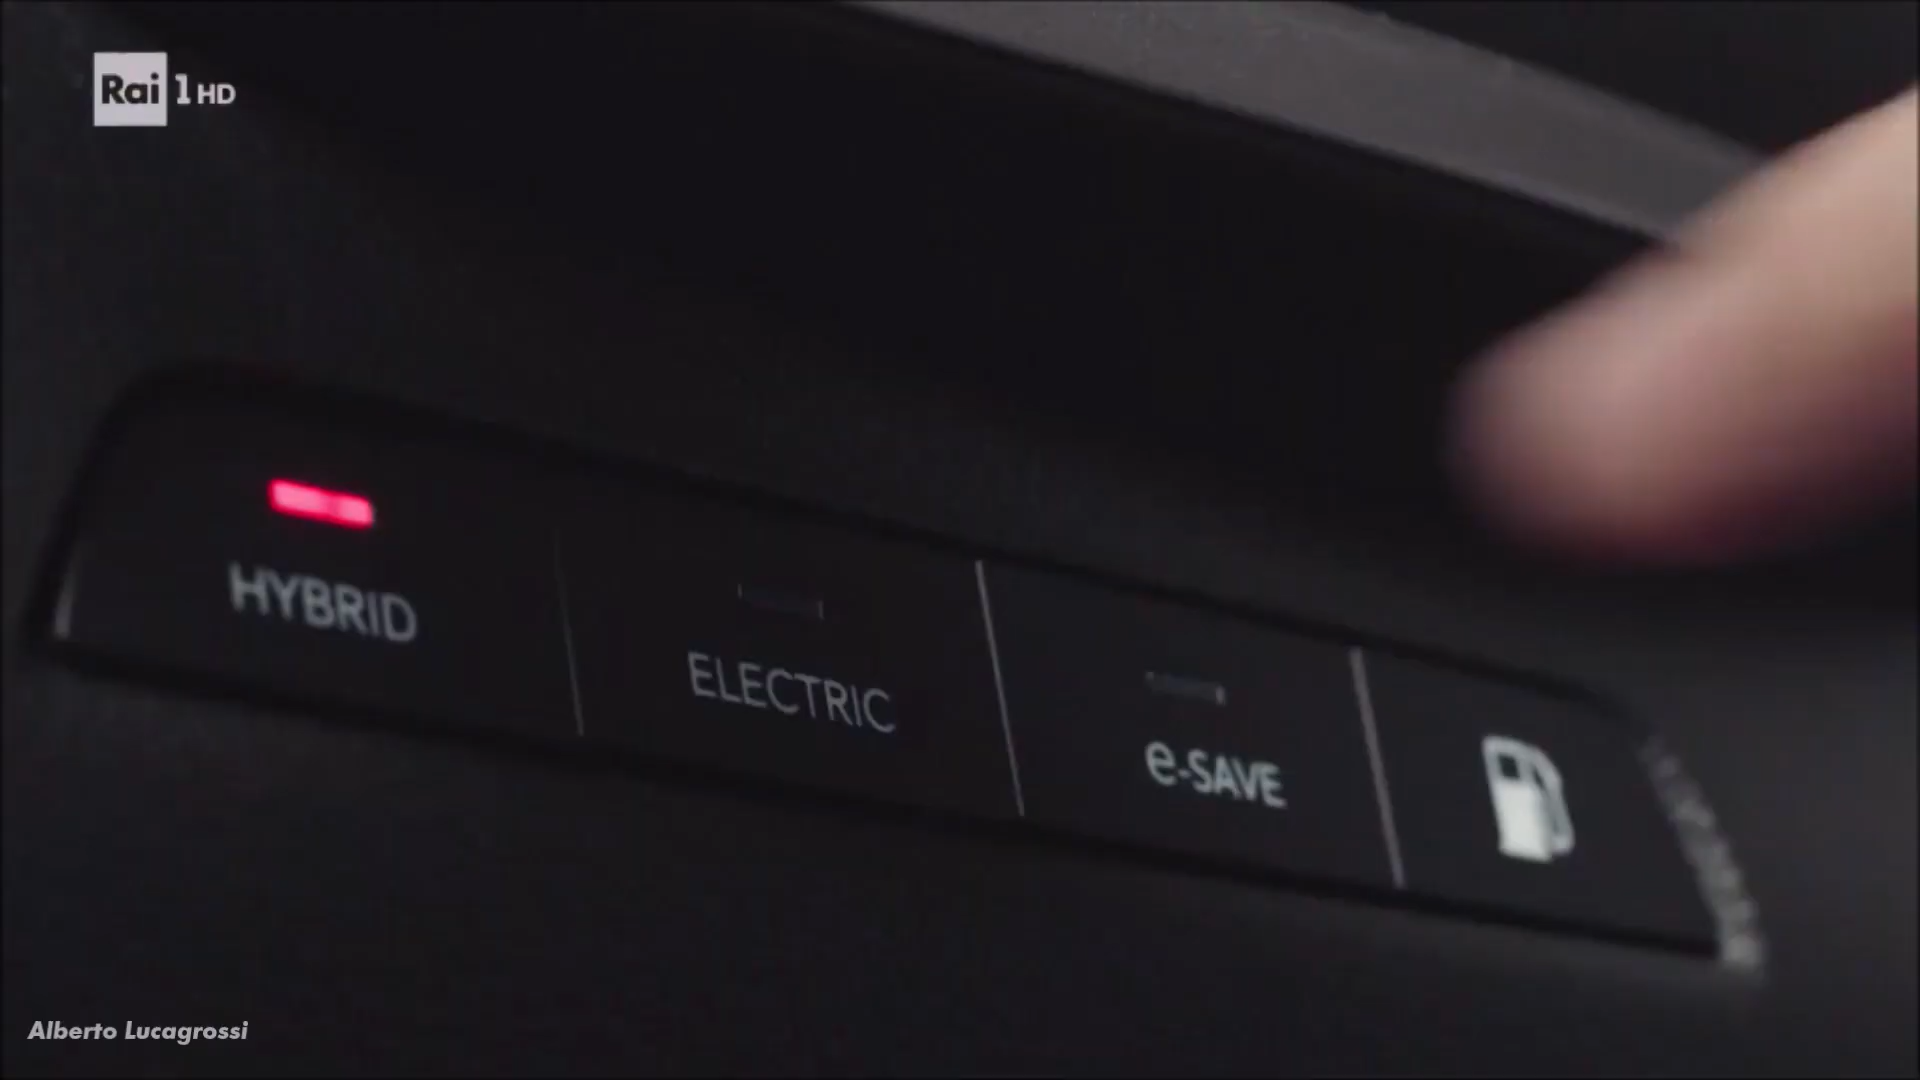 Rai 1 HD
HYBRID
ELECTRIC
e-SAVE
Alberto Lucagrossi